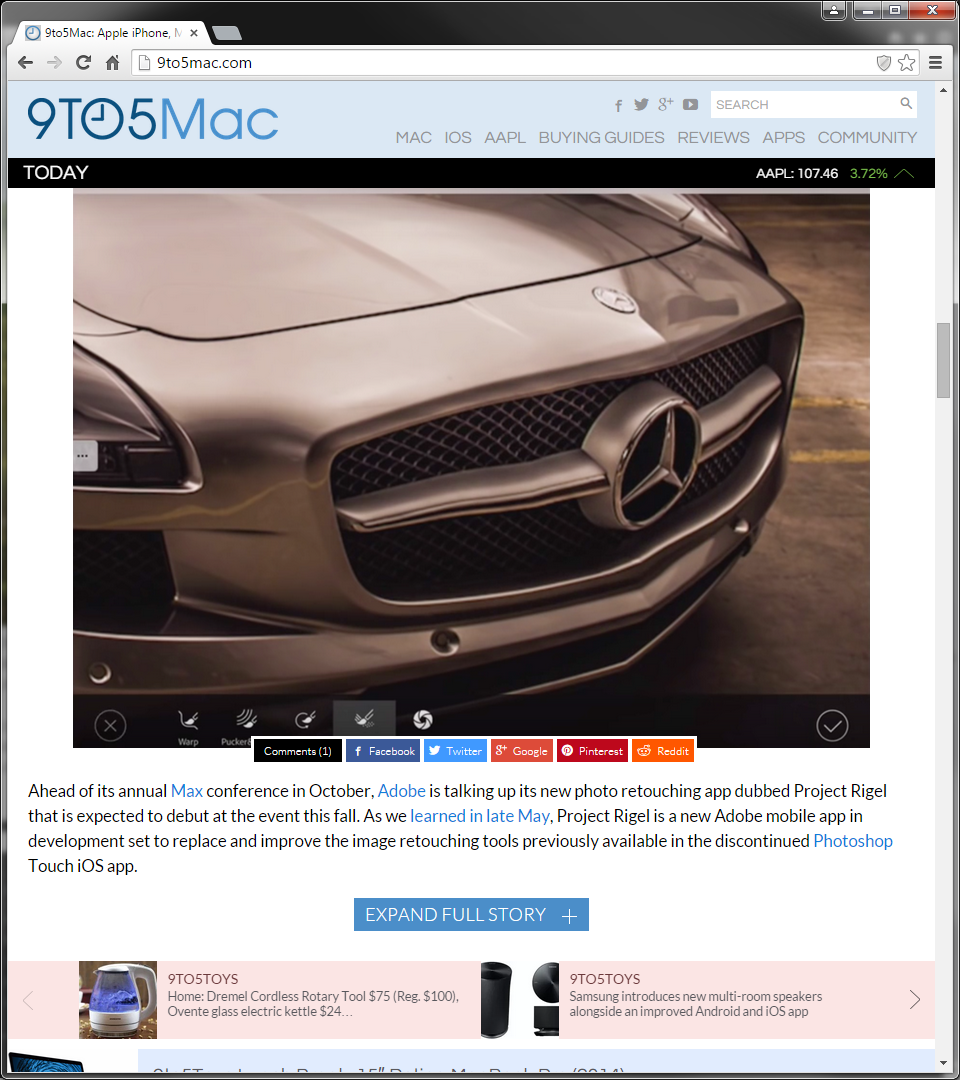 9to5Mac: Apple iPhone, M
9to5mac.com
9TO5Mac
SEARCH
MAC IOS AAPL BUYING GUIDES REVIEWS APPS COMMUNITY
TODAY
AAPL: 107.46 3.72%
Warp
Comments (1) Facebook Twitter Google Pinterest Reddit
Ahead of its annual Max conference in October, Adobe is talking up its new photo retouching app dubbed Project Rigel
that is expected to debut at the event this fall. As we learned in late May, Project Rigel is a new Adobe mobile app in
development set to replace and improve the image retouching tools previously available in the discontinued Photoshop
Touch iOS app.
EXPAND FULL STORY
9TO5TOYS
Home: Dremel Cordless Rotary Tool $75 (Reg. $100),
Ovente glass electric kettle $24…
9TO5TOYS
Samsung introduces new multi-room speakers
alongside an improved Android and iOS app